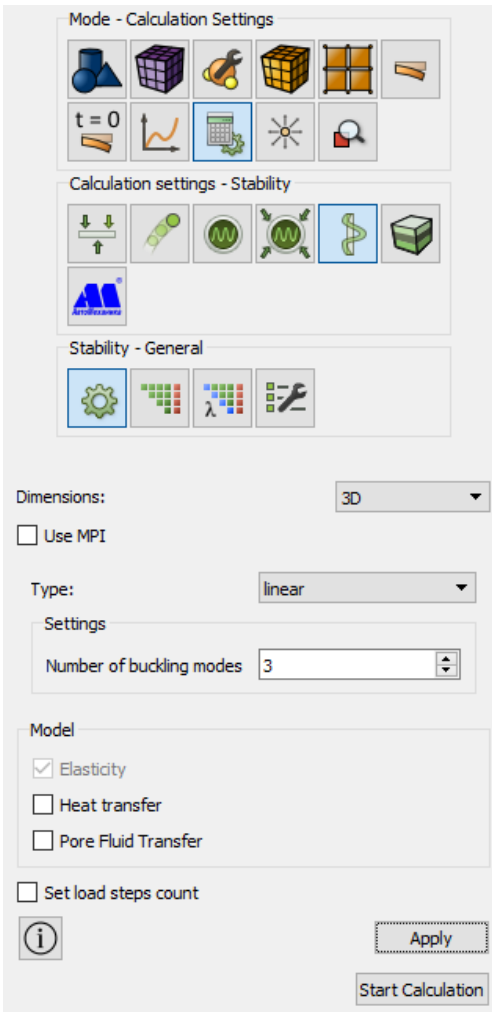 Mode - Calculation Settings
t = 0
Calculation settings - Stability
АвтоМеханика
Stability - General
λ
Dimensions:
3D
Use MPI
Type:
linear
Settings
Number of buckling modes
3
Model
Elasticity
Heat transfer
Pore Fluid Transfer
Set load steps count
Apply
Start Calculation